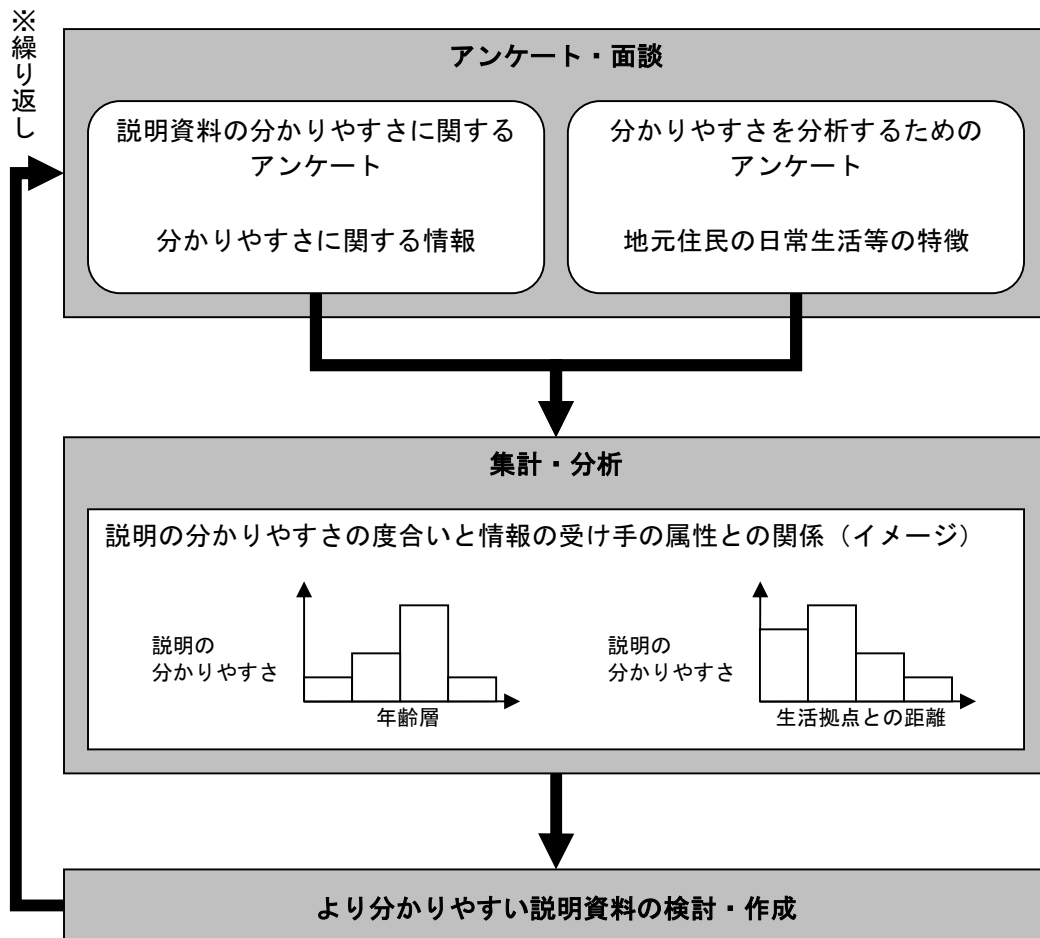 ※繰り返し
アンケート・面談
説明資料の分かりやすさに関する
アンケート
分かりやすさに関する情報
分かりやすさを分析するための
アンケート
地元住民の日常生活等の特徴
集計・分析
説明の分かりやすさの度合いと情報の受け手の属性との関係（イメージ）
説明の
分かりやすさ
年齢層
説明の
分かりやすさ
生活拠点との距離
より分かりやすい説明資料の検討・作成